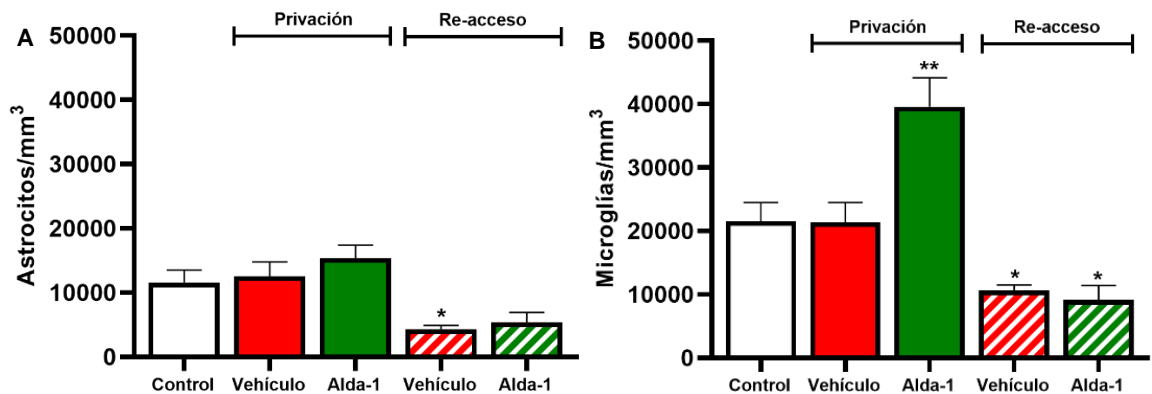 A
Privación
Re-acceso
Astrocitos/mm³
50000
40000
30000
20000
10000
0
*
Control
Vehículo
Alda-1
Vehículo
Alda-1
B
Privación
Re-acceso
Microglías/mm³
50000
40000
30000
20000
10000
0
**
*
*
Control
Vehículo
Alda-1
Vehículo
Alda-1